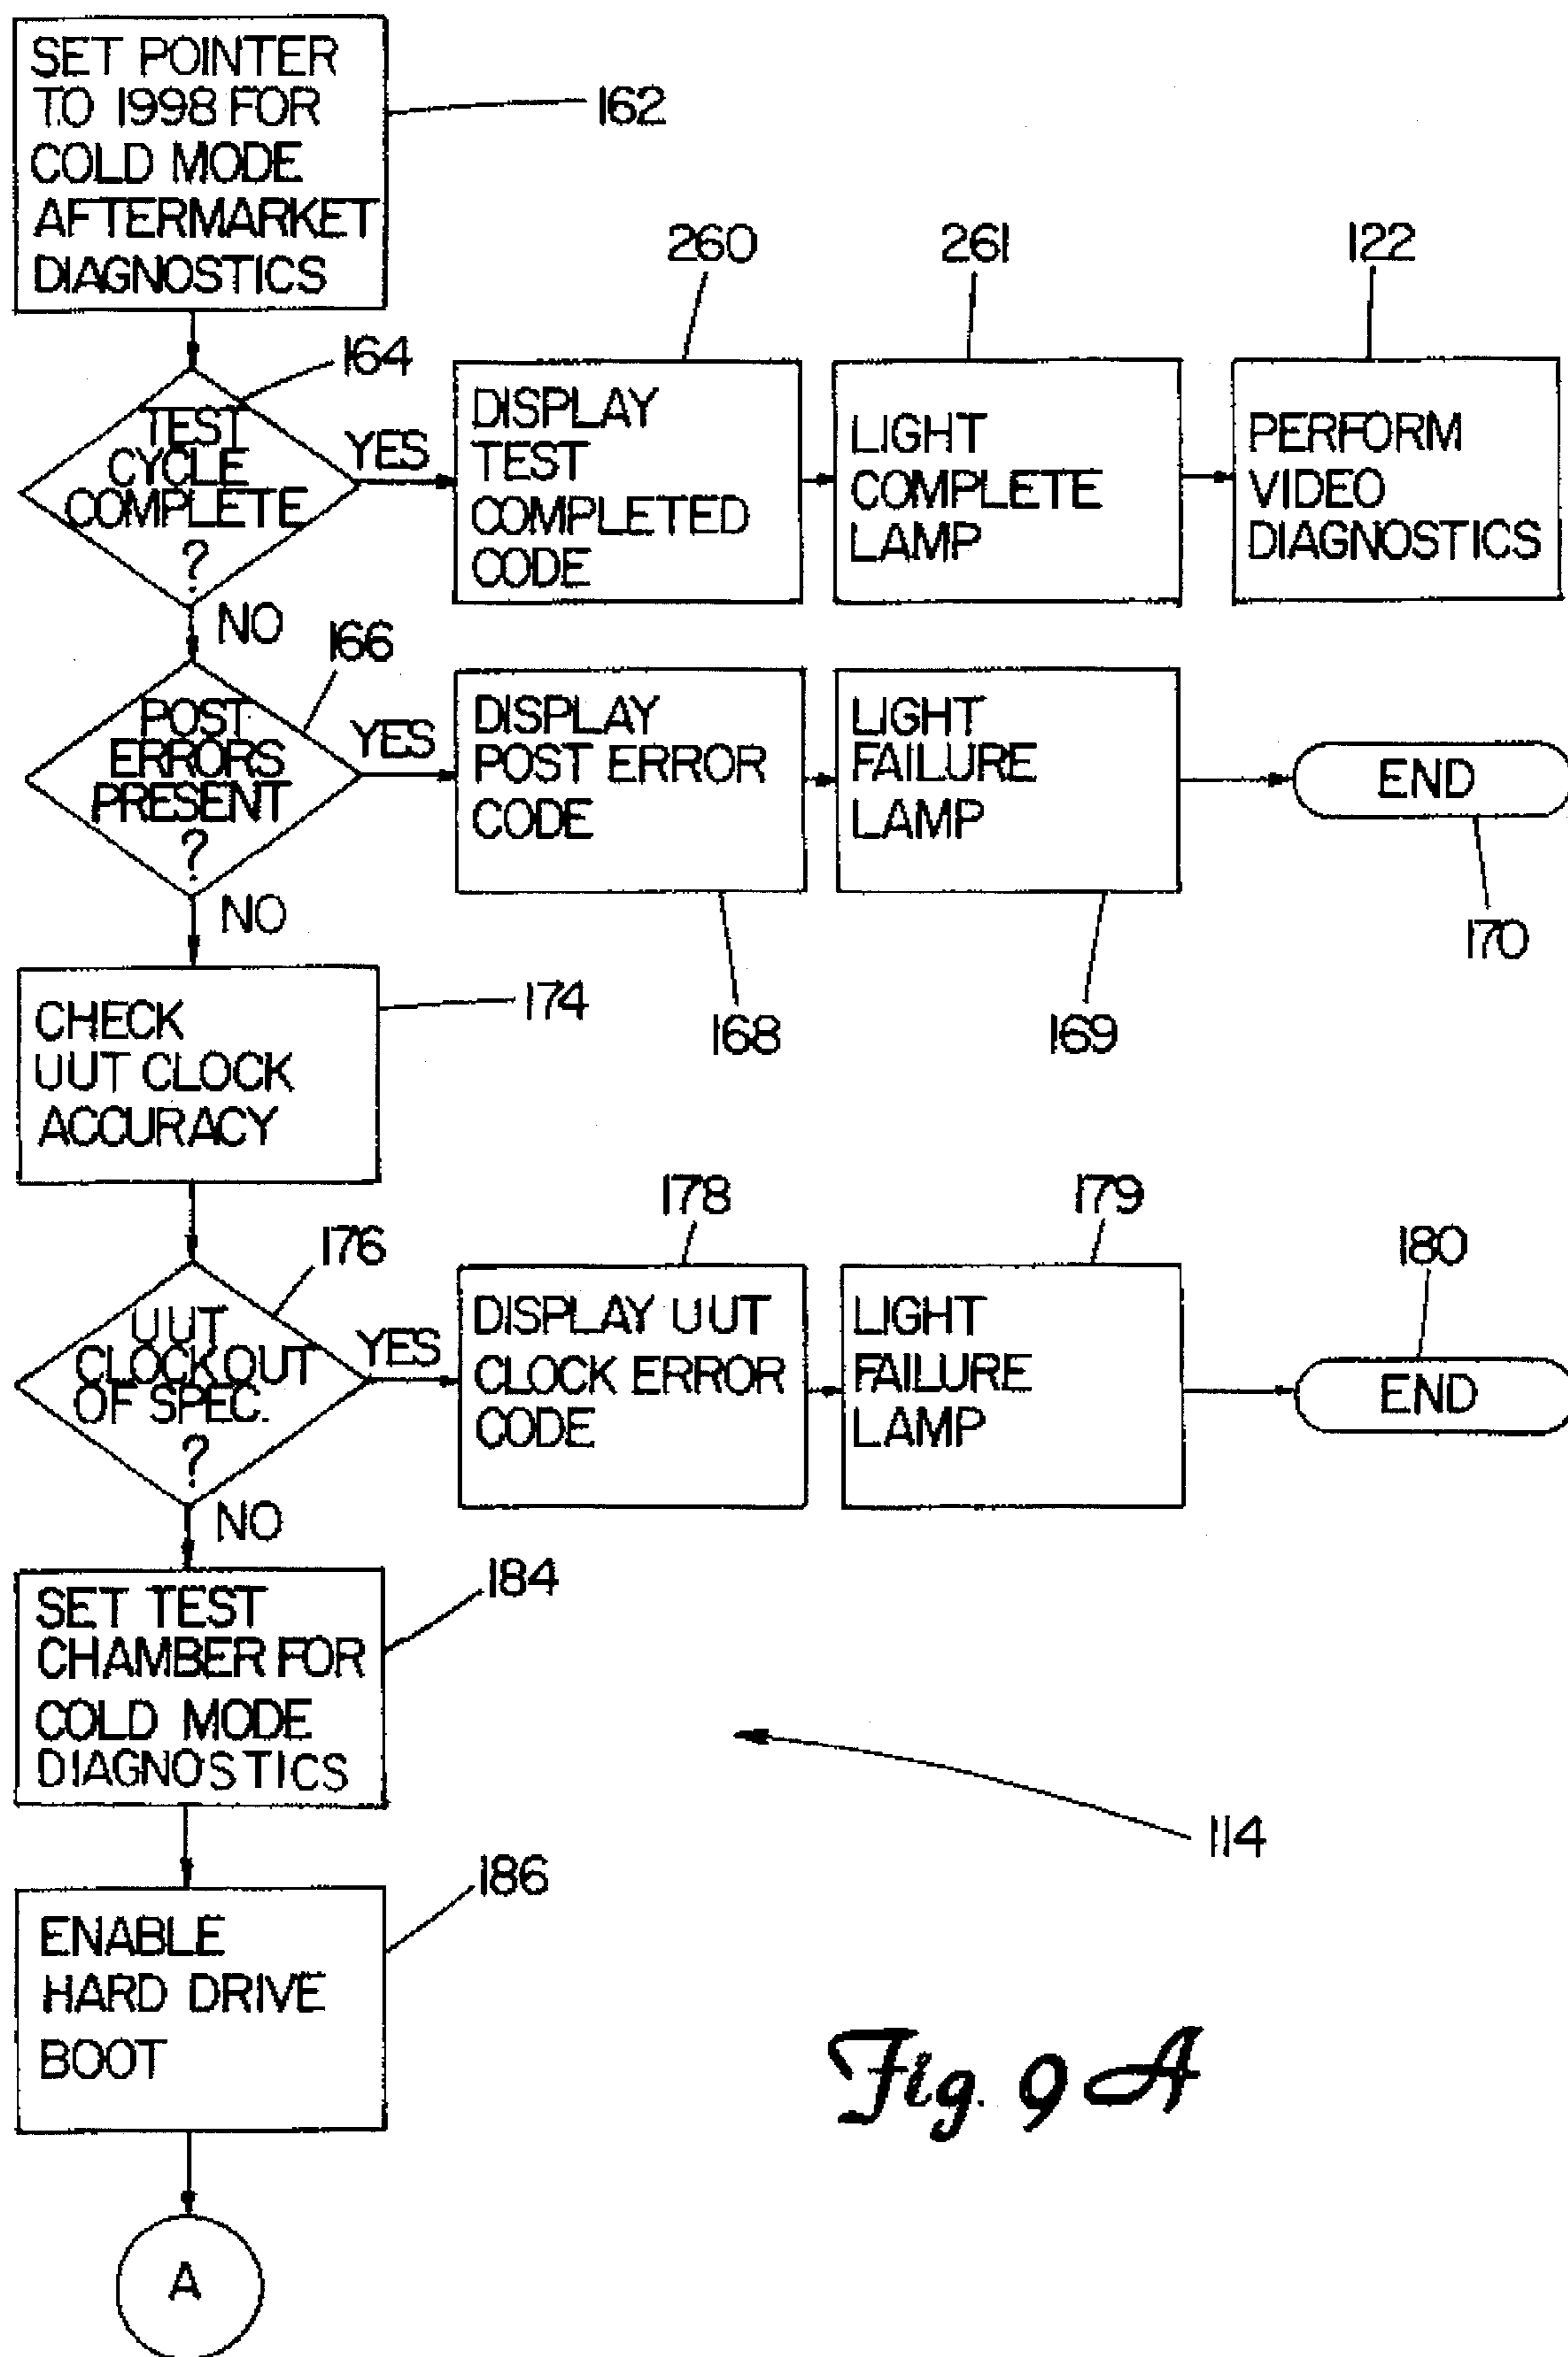 SET POINTER
TO 1998 FOR
COLD MODE
AFTERMARKET
DIAGNOSTICS
162
164
TEST
CYCLE
COMPLETE
?
YES
NO
260
DISPLAY
TEST
COMPLETED
CODE
261
LIGHT
COMPLETE
LAMP
122
PERFORM
VIDEO
DIAGNOSTICS
166
POST
ERRORS
PRESENT
?
YES
NO
DISPLAY
POST ERROR
CODE
168
LIGHT
FAILURE
LAMP
169
END
170
CHECK
UUT CLOCK
ACCURACY
174
176
UUT
CLOCK OUT
OF SPEC.
?
YES
NO
178
DISPLAY UUT
CLOCK ERROR
CODE
179
LIGHT
FAILURE
LAMP
180
END
SET TEST
CHAMBER FOR
COLD MODE
DIAGNOSTICS
184
114
186
ENABLE
HARD DRIVE
BOOT
A
Fig. 9A